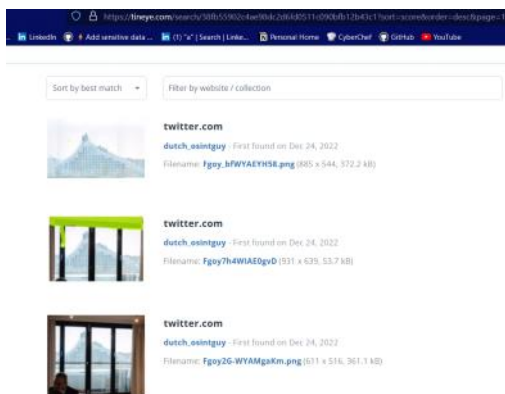 https://tineye.com/search/
LinkedIn Add sensitive data ... (1) "a" | Search | Linke... Personal Home CyberChef GitHub YouTube
Sort by best match Filter by website / collection
twitter.com
dutch_osintguy - First found on Dec 24, 2022
Filename: Fgoy_bfWYAEYH58.png (885 x 544, 372.2 kB)
twitter.com
dutch_osintguy - First found on Dec 24, 2022
Filename: Fgoy7h4WIAE0gvD (931 x 639, 53.7 kB)
twitter.com
dutch_osintguy - First found on Dec 24, 2022
Filename: Fgoy2G-WYAMgaKm.png (611 x 516, 361.1 kB)